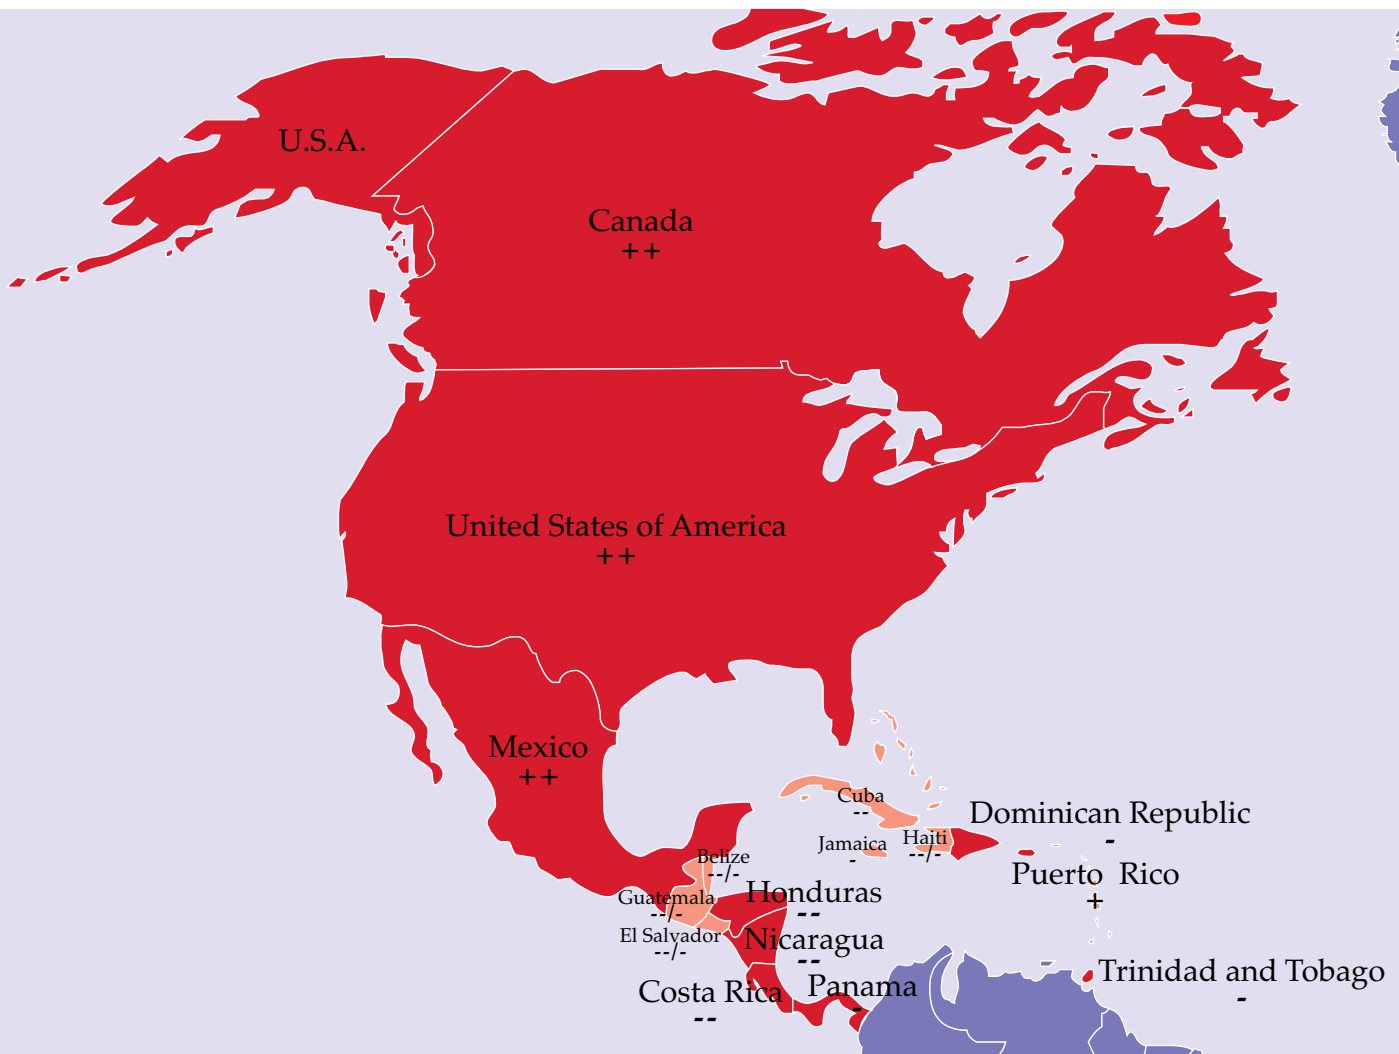 U.S.A.
Canada
++
United States of America
++
Mexico
++
Cuba
--
Dominican Republic
-
Jamaica
-
Haiti
--/-
Belize
--/-
Puerto Rico
+
Guatemala
--/-
Honduras
--
El Salvador
--/-
Nicaragua
--
Costa Rica
--
Panama
-
Trinidad and Tobago
-